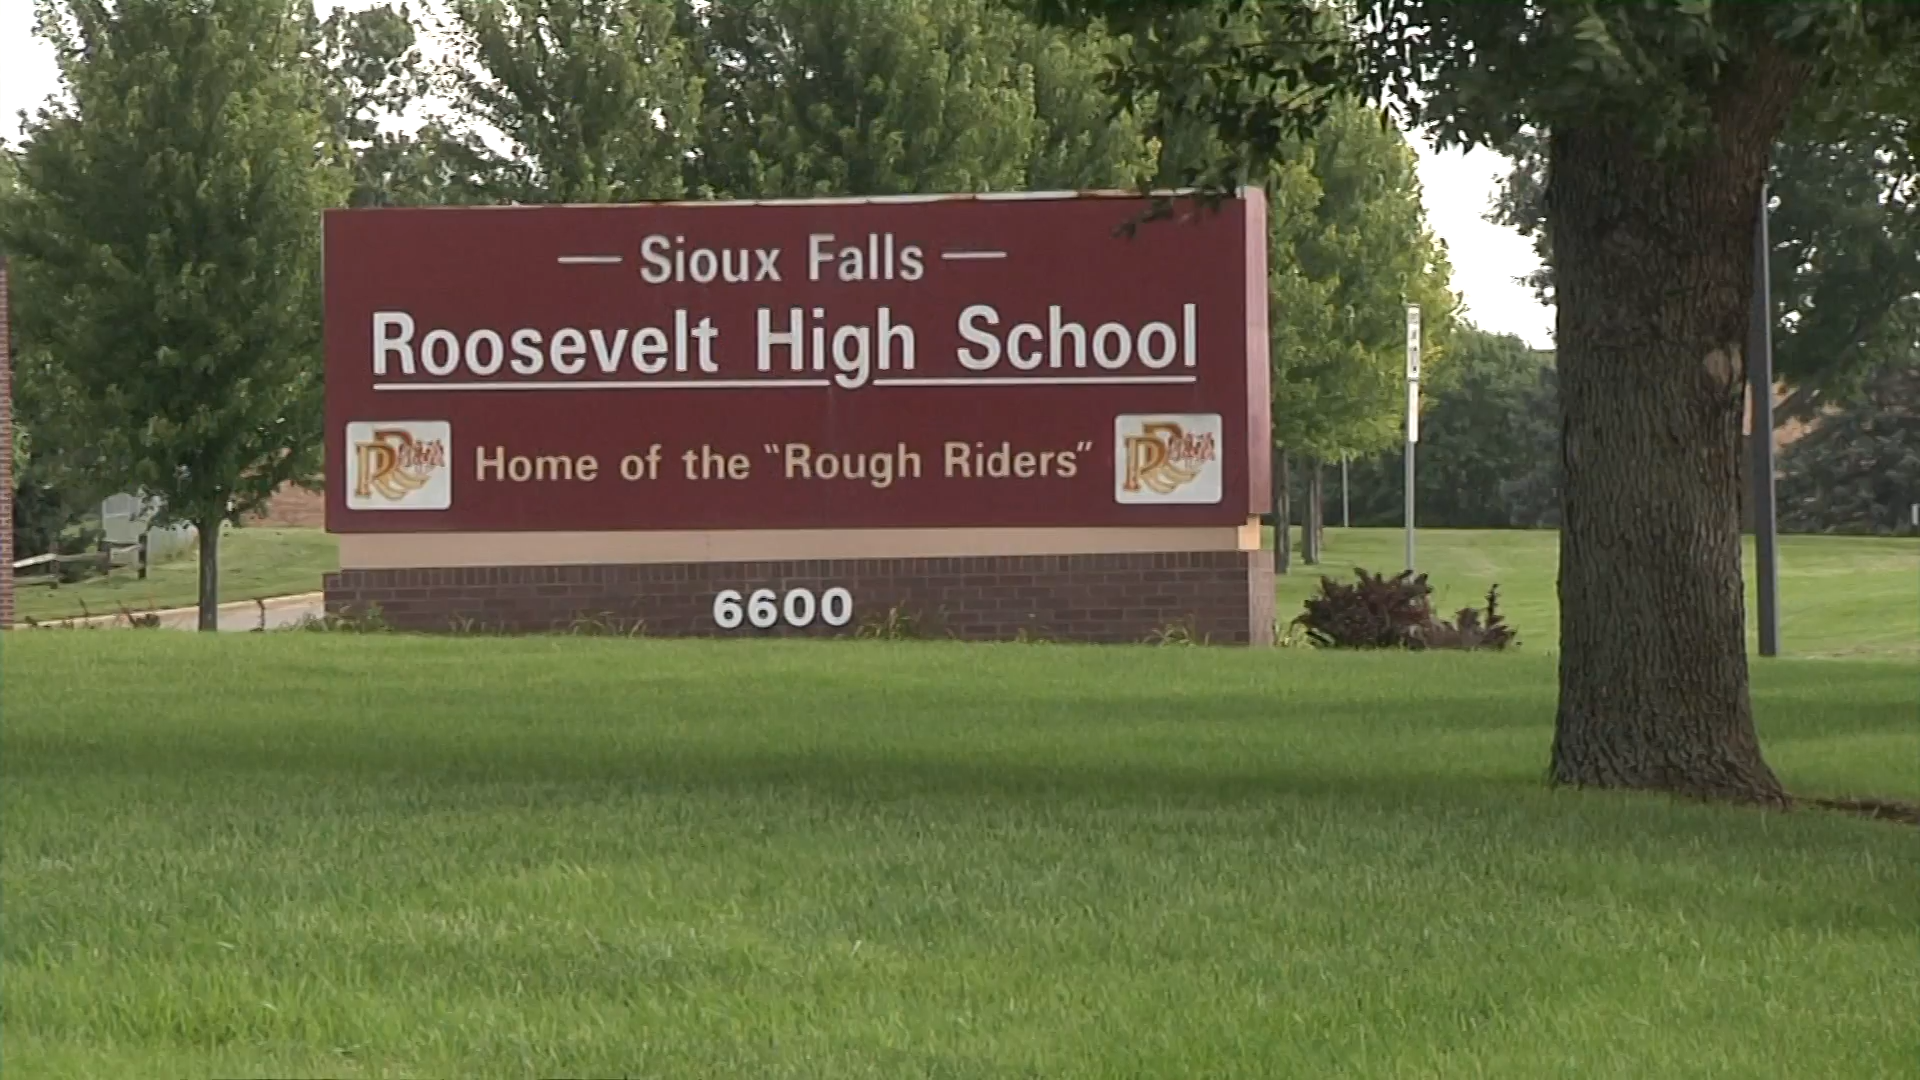 — Sioux Falls —
Roosevelt High School
Home of the "Rough Riders"
6600